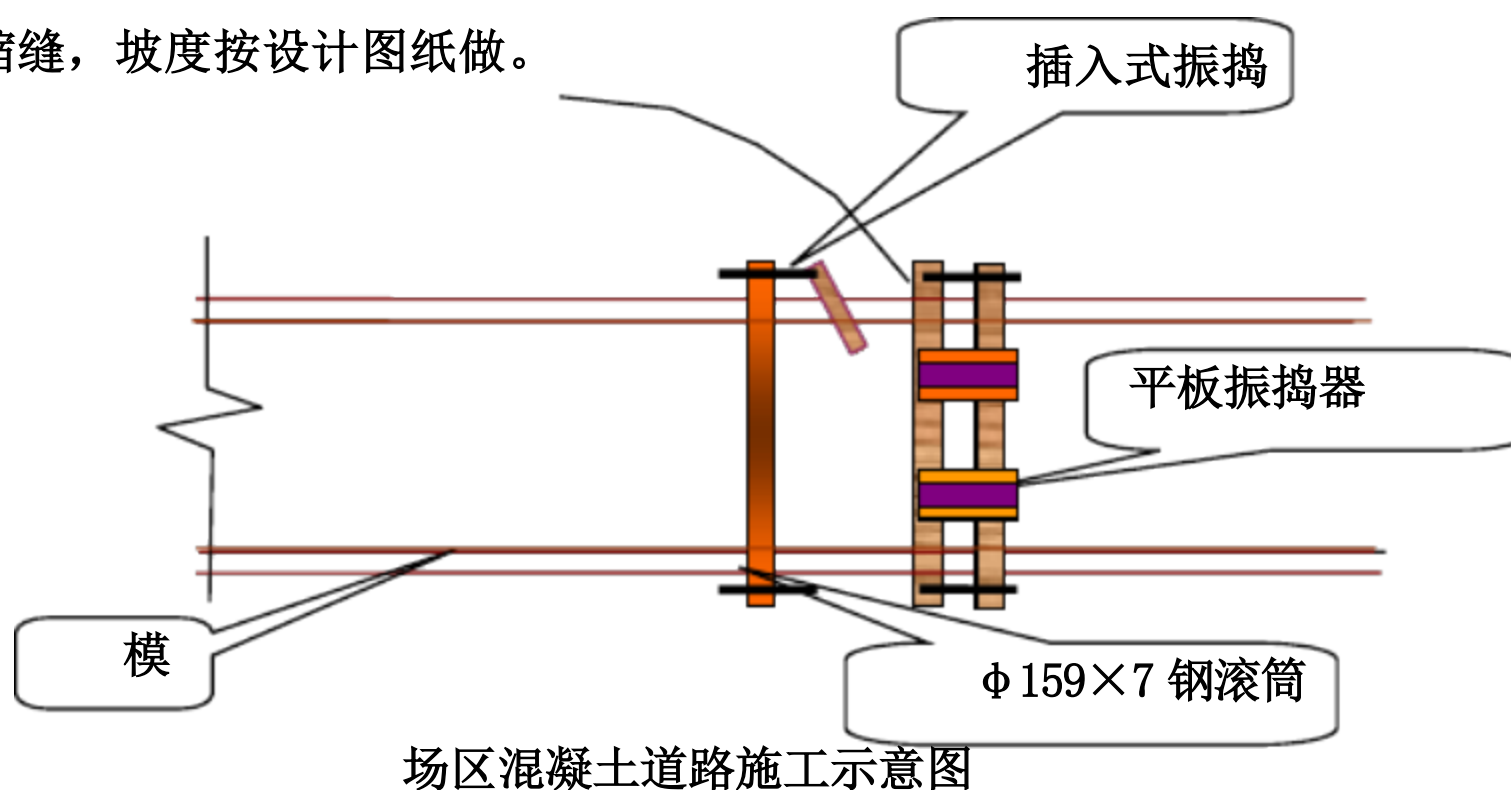 缩缝，坡度按设计图纸做。
插入式振捣
平板振捣器
模
φ159×7 钢滚筒
场区混凝土道路施工示意图